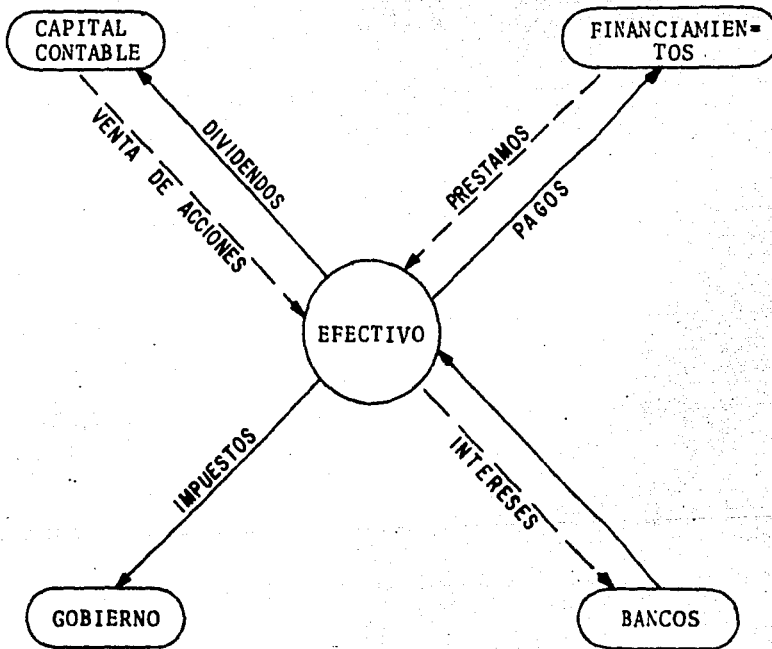 CAPITAL
CONTABLE
FINANCIAMIEN=
TOS
VENTA DE ACCIONES
DIVIDENDOS
PRESTAMOS
PAGOS
EFECTIVO
IMPUESTOS
INTERESES
GOBIERNO
BANCOS